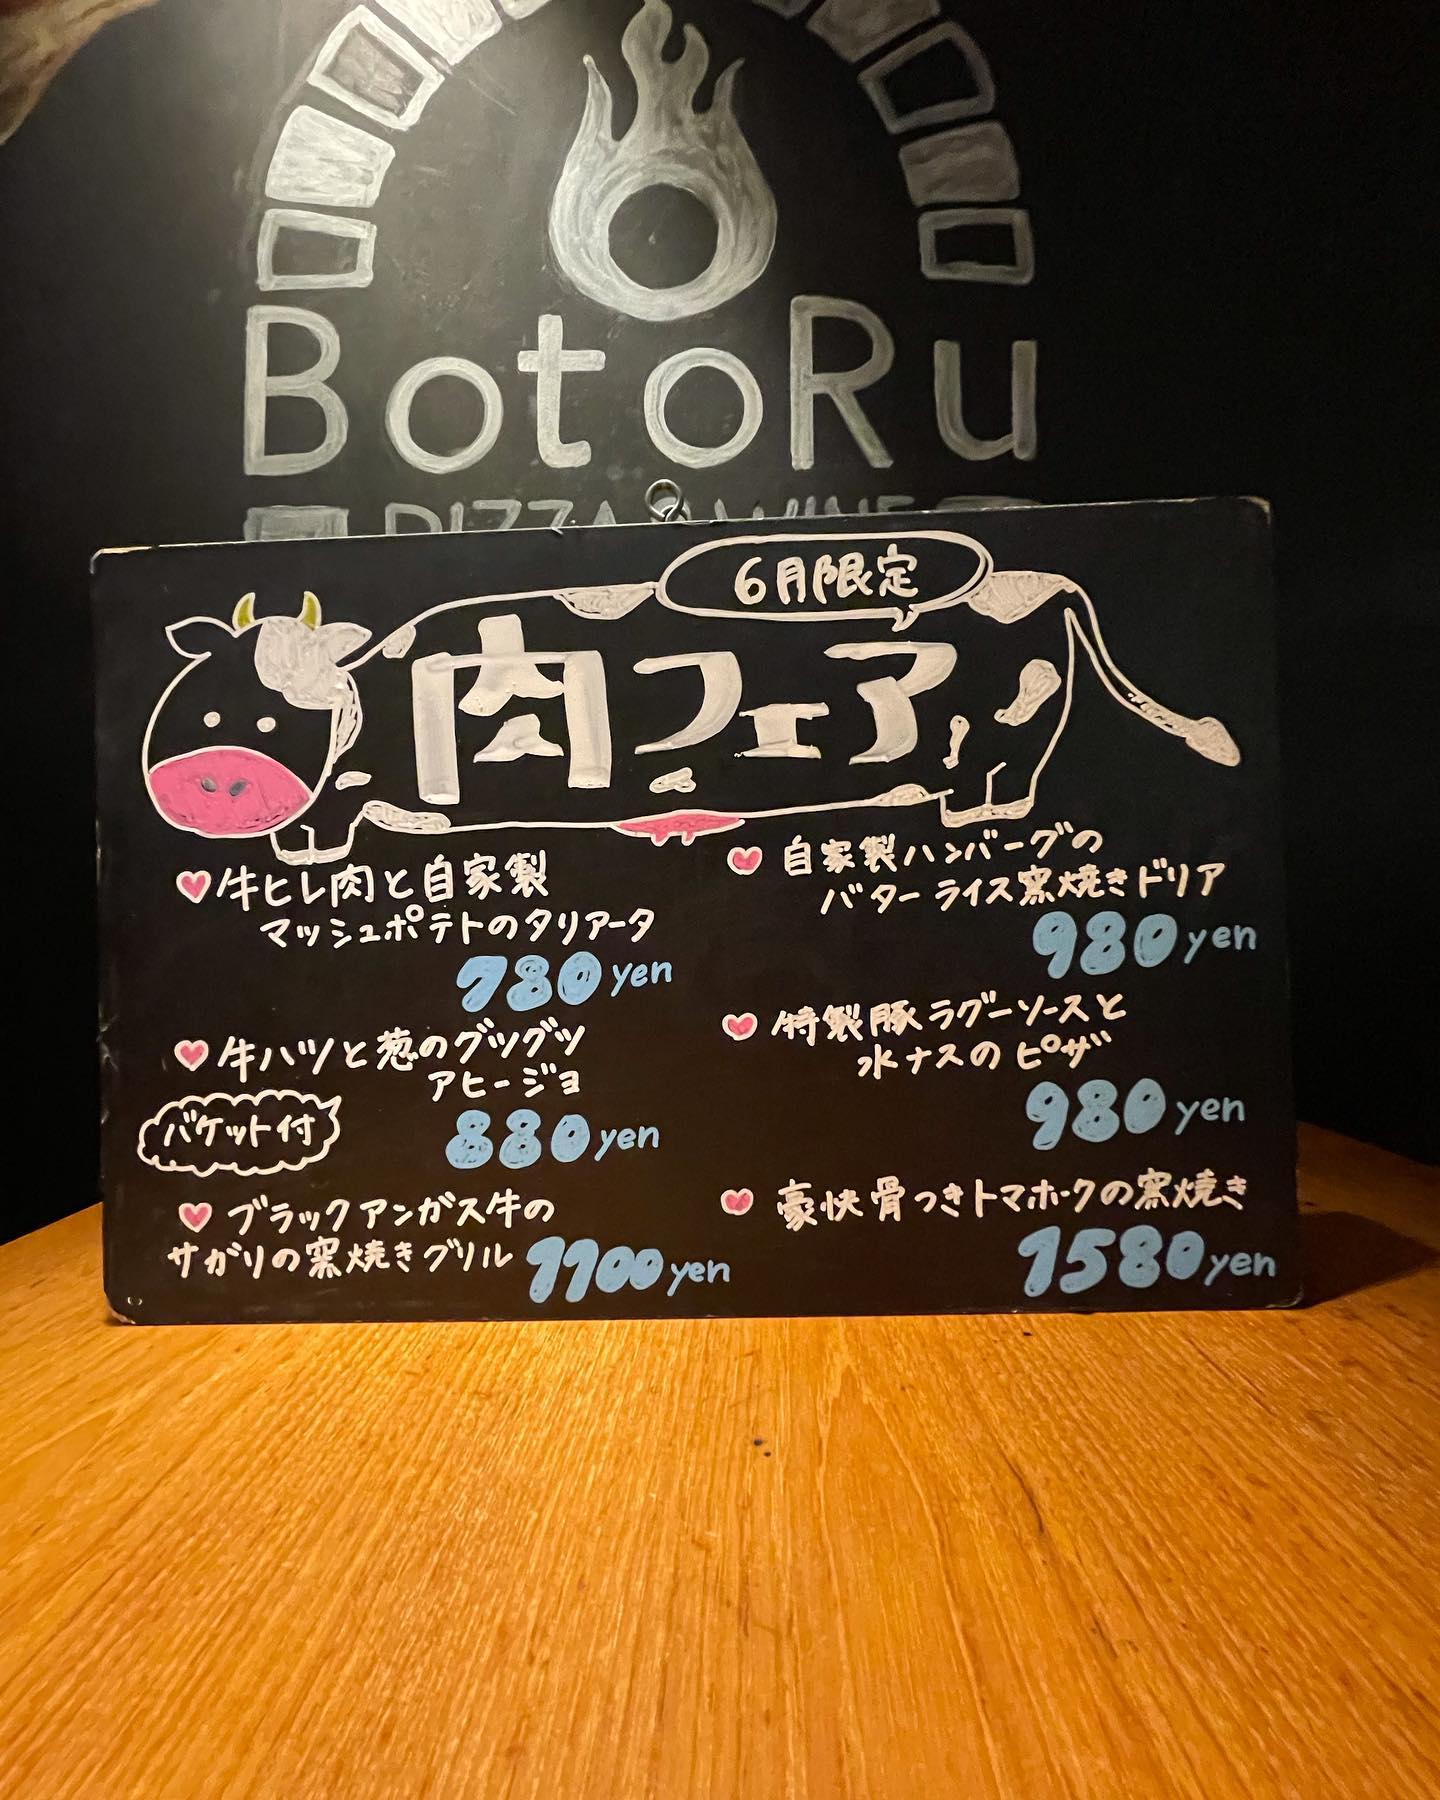 BotoRu
PIZZA & WINE
6月限定
肉フェア
牛ヒレ肉と自家製
マッシュポテトのタリアータ
780yen
牛ハツと葱のグツグツ
アヒージョ
バケット付
880yen
ブラックアンガス牛の
サガリの窯焼きグリル 1100yen
自家製ハンバーグの
バターライス窯焼きドリア
980yen
特製豚ラグーソースと
水ナスのピザ
980yen
豪快骨つきトマホークの窯焼き
1580yen